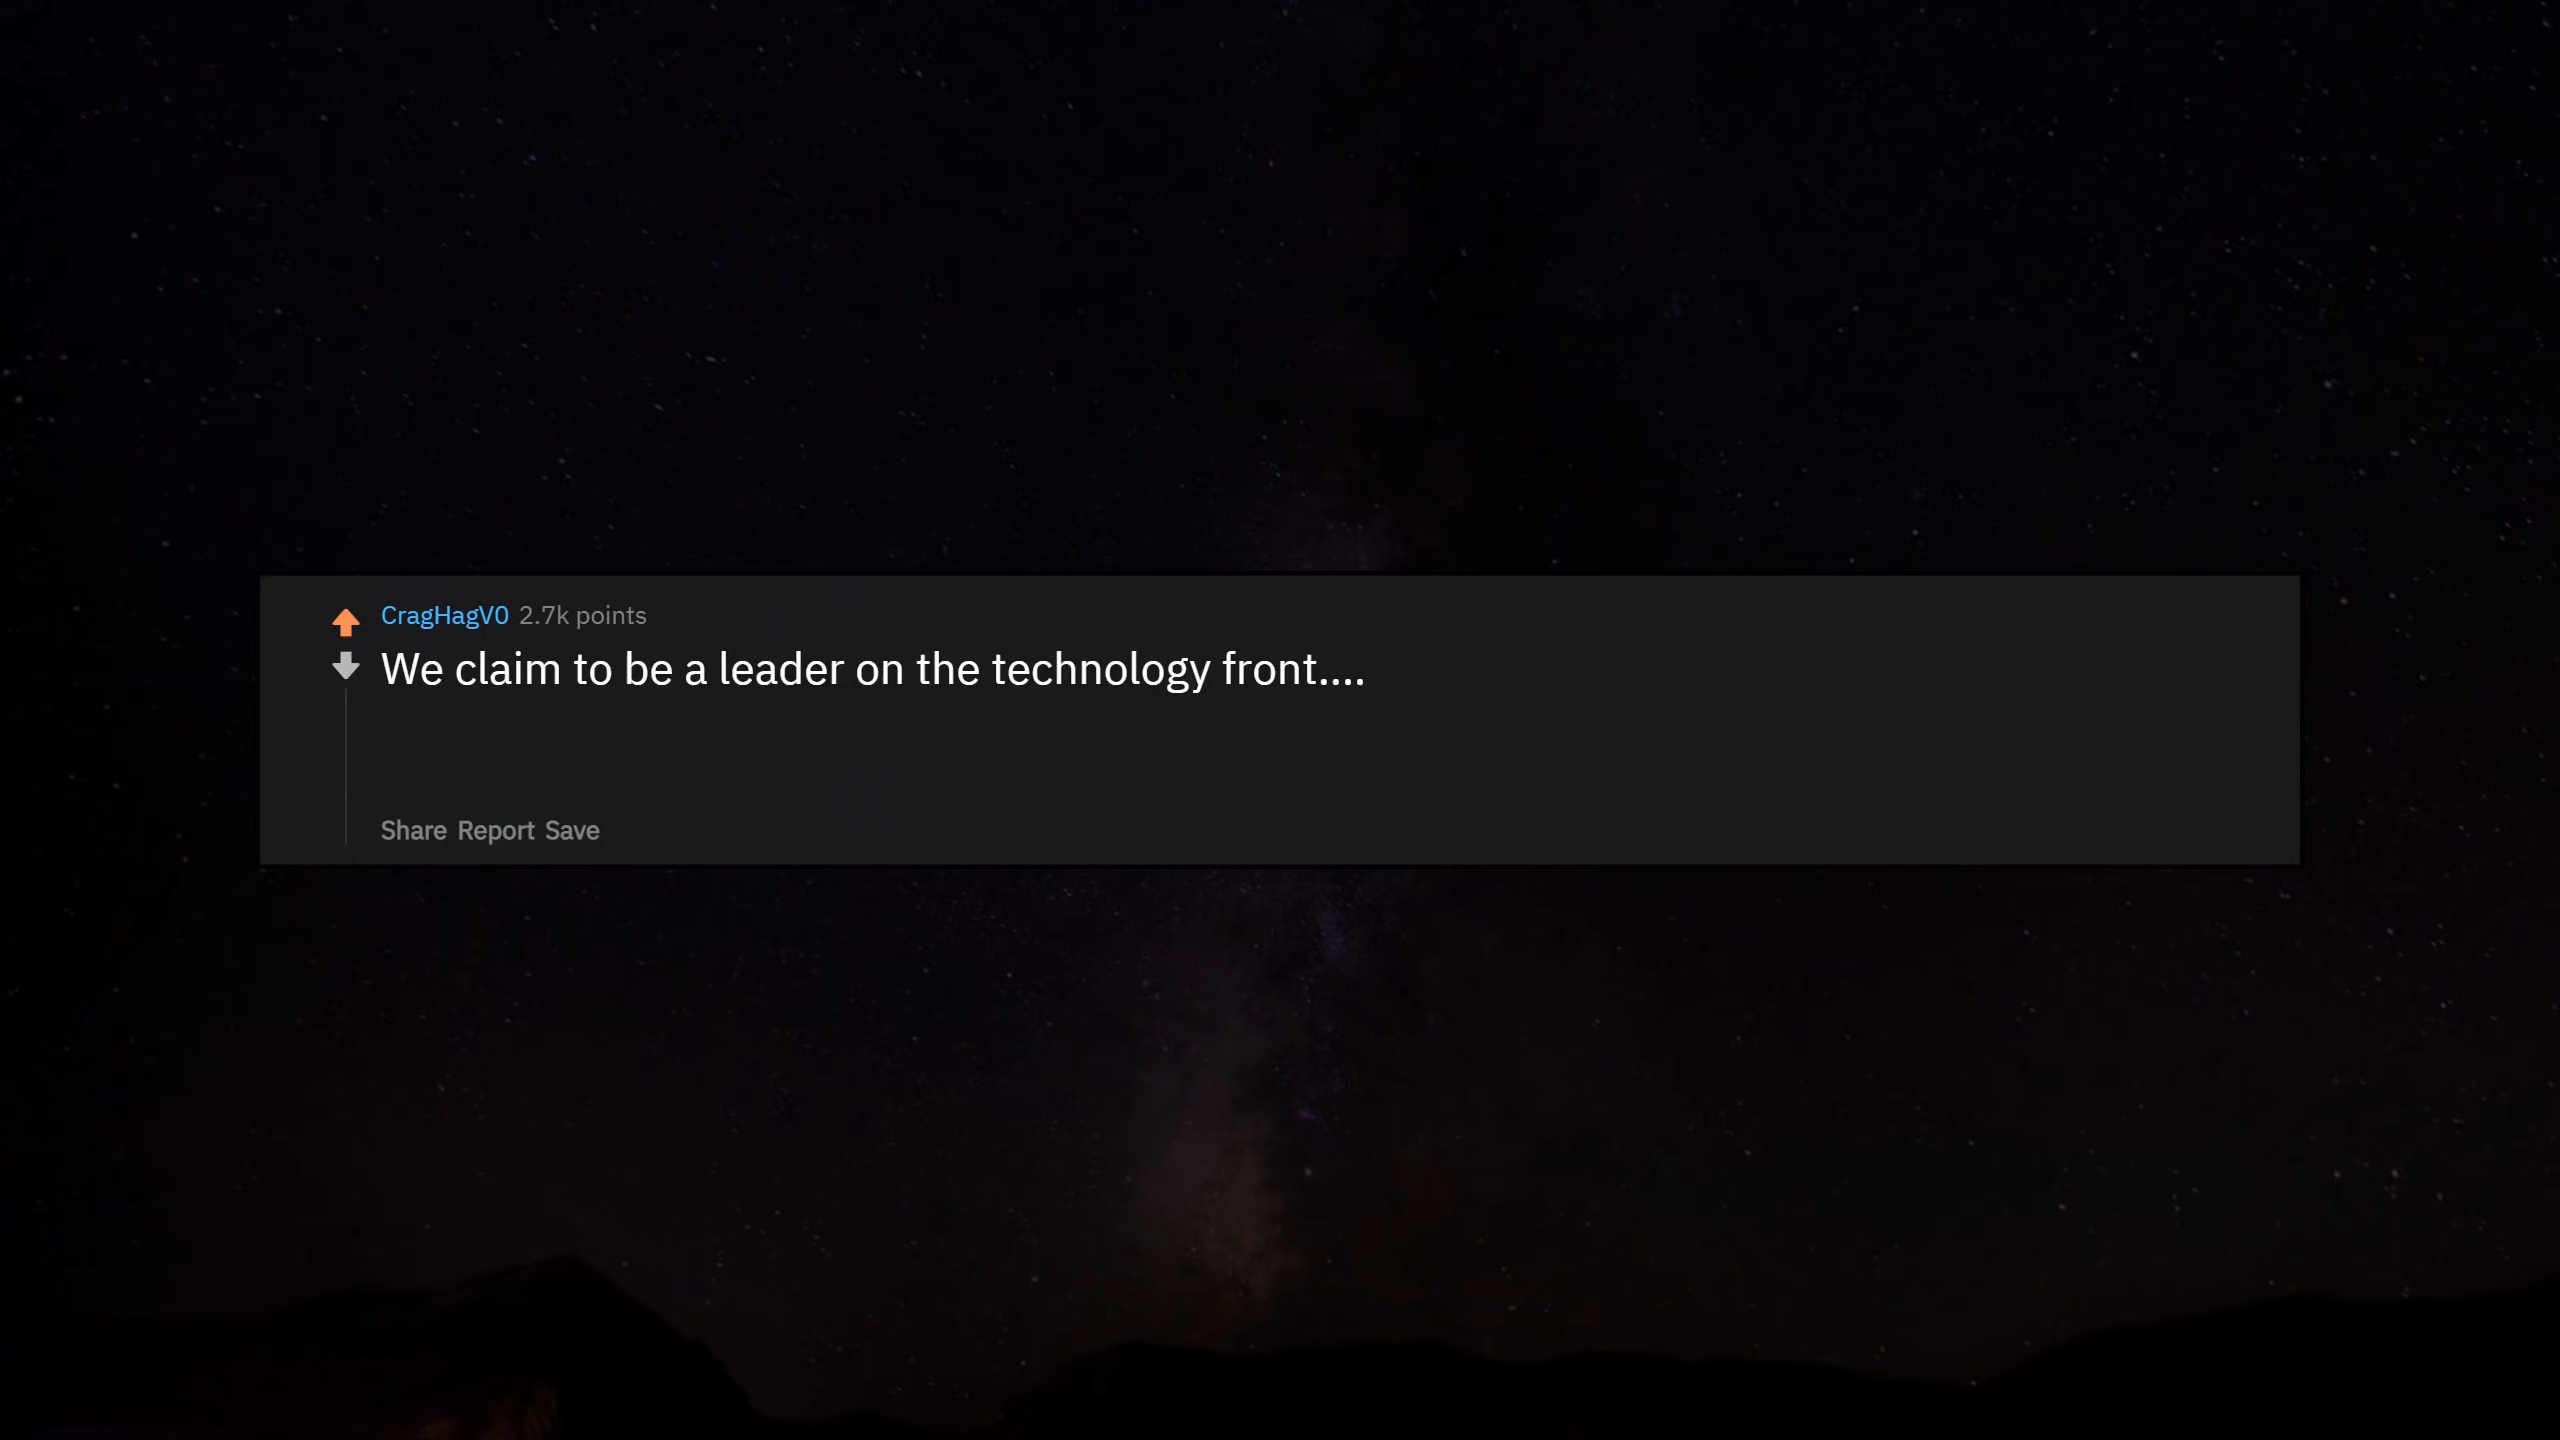 CragHagV0 2.7k points
We claim to be a leader on the technology front....
Share Report Save